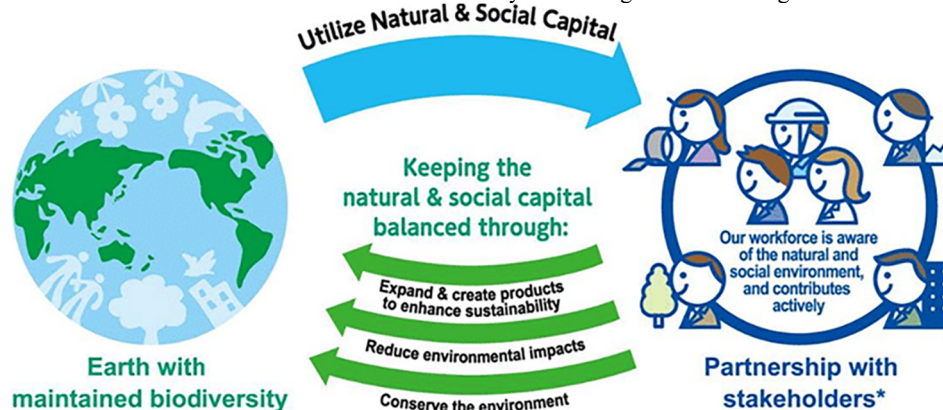 Utilize Natural & Social Capital
Keeping the
natural & social capital
balanced through:
Expand & create products
to enhance sustainability
Reduce environmental impacts
Conserve the environment
Earth with
maintained biodiversity
Our workforce is aware
of the natural and
social environment,
and contributes
actively
Partnership with
stakeholders*